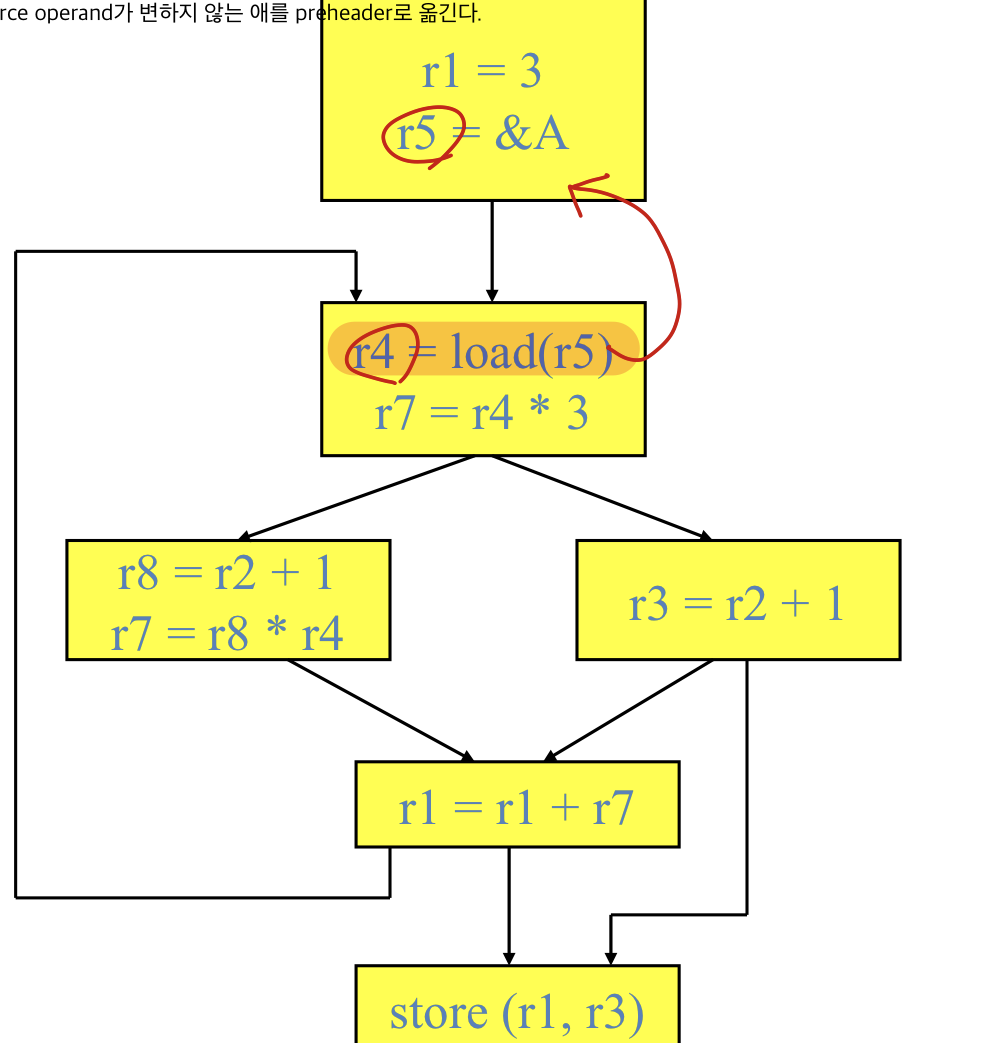 rce operand가 변하지 않는 애를 preheader로 옮긴다.
r1 = 3
r5 = &A
r4 = load(r5)
r7 = r4 * 3
r8 = r2 + 1
r7 = r8 * r4
r3 = r2 + 1
r1 = r1 + r7
store (r1, r3)